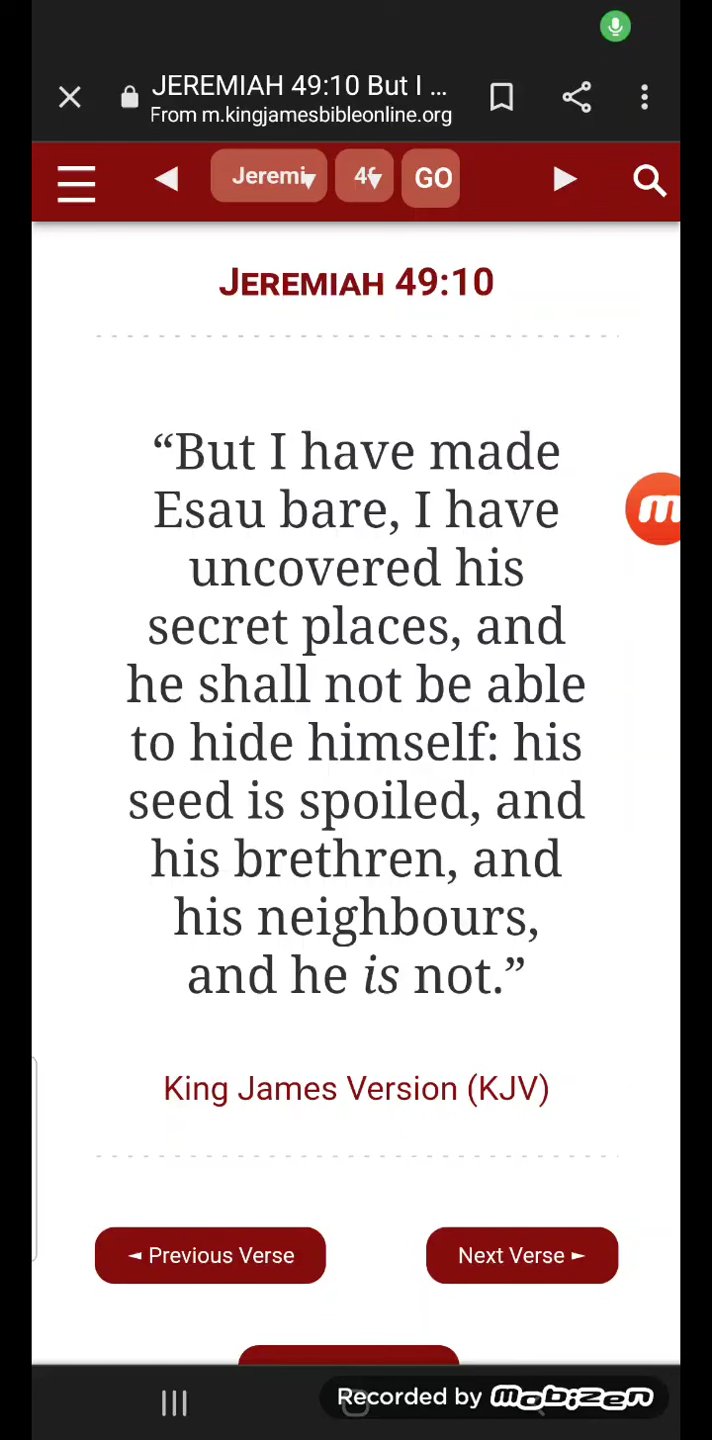 JEREMIAH 49:10 But I ...
From m.kingjamesbibleonline.org
Jeremi
GO
JEREMIAH 49:10
“But I have made
Esau bare, I have
uncovered his
secret places, and
he shall not be able
to hide himself: his
seed is spoiled, and
his brethren, and
his neighbours,
and he is not.”
King James Version (KJV)
◄ Previous Verse
Next Verse ►
Recorded by mobizen